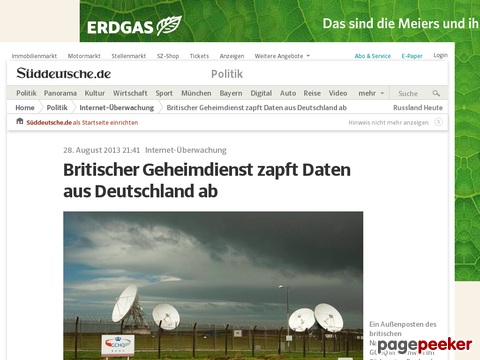 ERDGAS
Das sind die Meiers und ih
Immobilienmarkt Motormarkt Stellenmarkt SZ-Shop Tickets Anzeigen Weitere Angebote Abo & Service E-Paper Login
Süddeutsche.de Politik
Politik Panorama Kultur Wirtschaft Sport München Bayern Digital Auto Reise Video mehr Suche
Home Politik Internet-Überwachung Britischer Geheimdienst zapft Daten aus Deutschland ab Russland Heute
Süddeutsche.de als Startseite einrichten Hinweis nicht mehr anzeigen
28. August 2013 21:41 Internet-Überwachung
Britischer Geheimdienst zapft Daten
aus Deutschland ab
GCHQ
Ein Außenposten des
britischen
pagepeeker